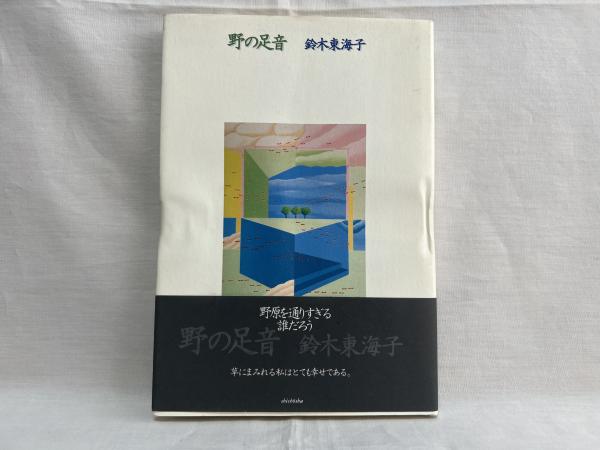 野の足音 鈴木東海子
野原を通りすぎる
誰だろう
野の足音 鈴木東海子
草にまみれる私はとても幸せである。
shichōsha